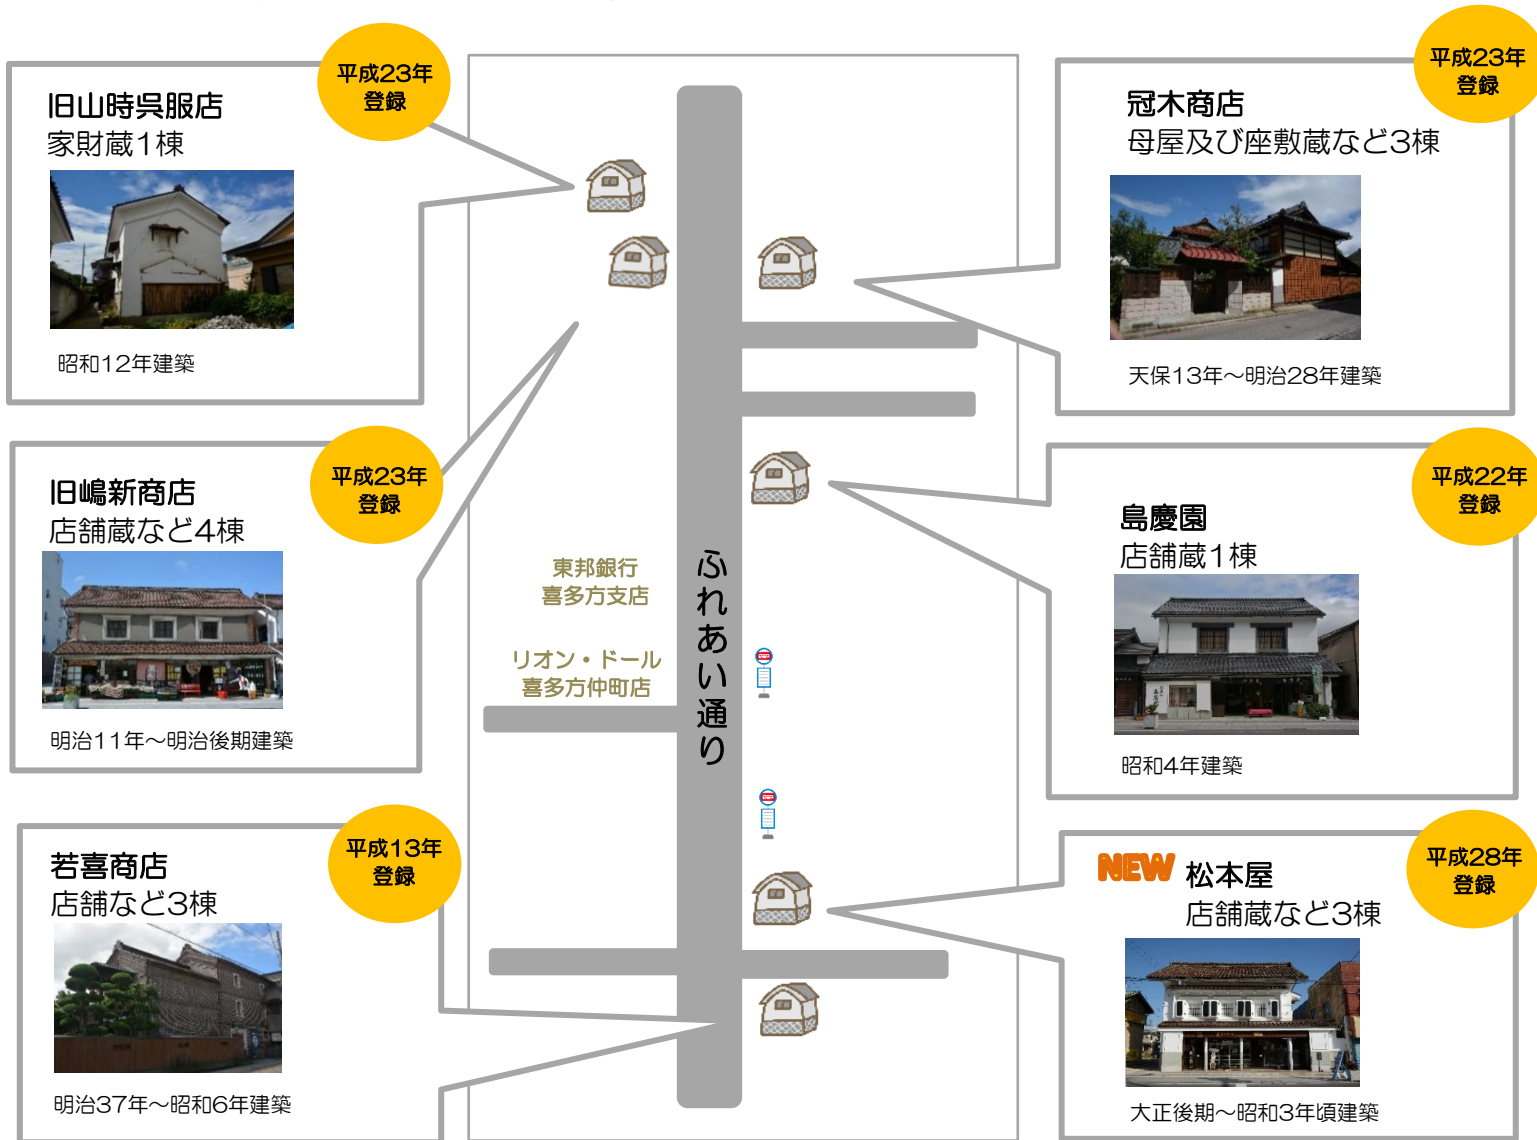 平成23年
登録
旧山時呉服店
家財蔵1棟
昭和12年建築
平成23年
登録
冠木商店
母屋及び座敷蔵など3棟
天保13年～明治28年建築
平成23年
登録
旧嶋新商店
店舗蔵など4棟
明治11年～明治後期建築
平成22年
登録
島慶園
店舗蔵1棟
昭和4年建築
東邦銀行
喜多方支店
リオン・ドール
喜多方仲町店
ふれあい通り
平成13年
登録
若喜商店
店舗など3棟
明治37年～昭和6年建築
平成28年
登録
NEW 松本屋
店舗蔵など3棟
大正後期～昭和3年頃建築